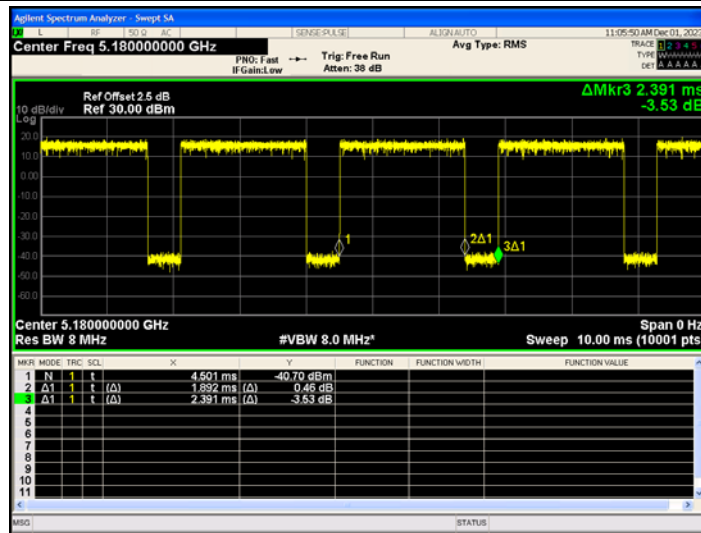 Agilent Spectrum Analyzer - Swept SA
L RF 50 Ω AC SENSE:PULSE ALIGNAUTO 11:05:50 AM Dec 01, 2023
Center Freq 5.180000000 GHz Avg Type: RMS TRACE 1 2 3 4 5
PNO: Fast Trig: Free Run TYPE
IFGain:Low Atten: 38 dB DET A A A A A
Ref Offset 2.5 dB ΔMkr3 2.391 ms
10 dB/div Ref 30.00 dBm -3.53 dB
Log
20.0
10.0
0.00
-10.0
-20.0
-30.0
1 2Δ1 3Δ1
-40.0
-50.0
-60.0
Center 5.180000000 GHz Span 0 Hz
Res BW 8 MHz #VBW 8.0 MHz* Sweep 10.00 ms (10001 pts
MKR MODE TRC SCL X Y FUNCTION FUNCTION WIDTH FUNCTION VALUE
1 N 1 t 4.501 ms -40.70 dBm
2 Δ1 1 t (Δ) 1.892 ms (Δ) 0.46 dB
3 Δ1 1 t (Δ) 2.391 ms (Δ) -3.53 dB
4
5
6
7
8
9
10
11
MSG STATUS